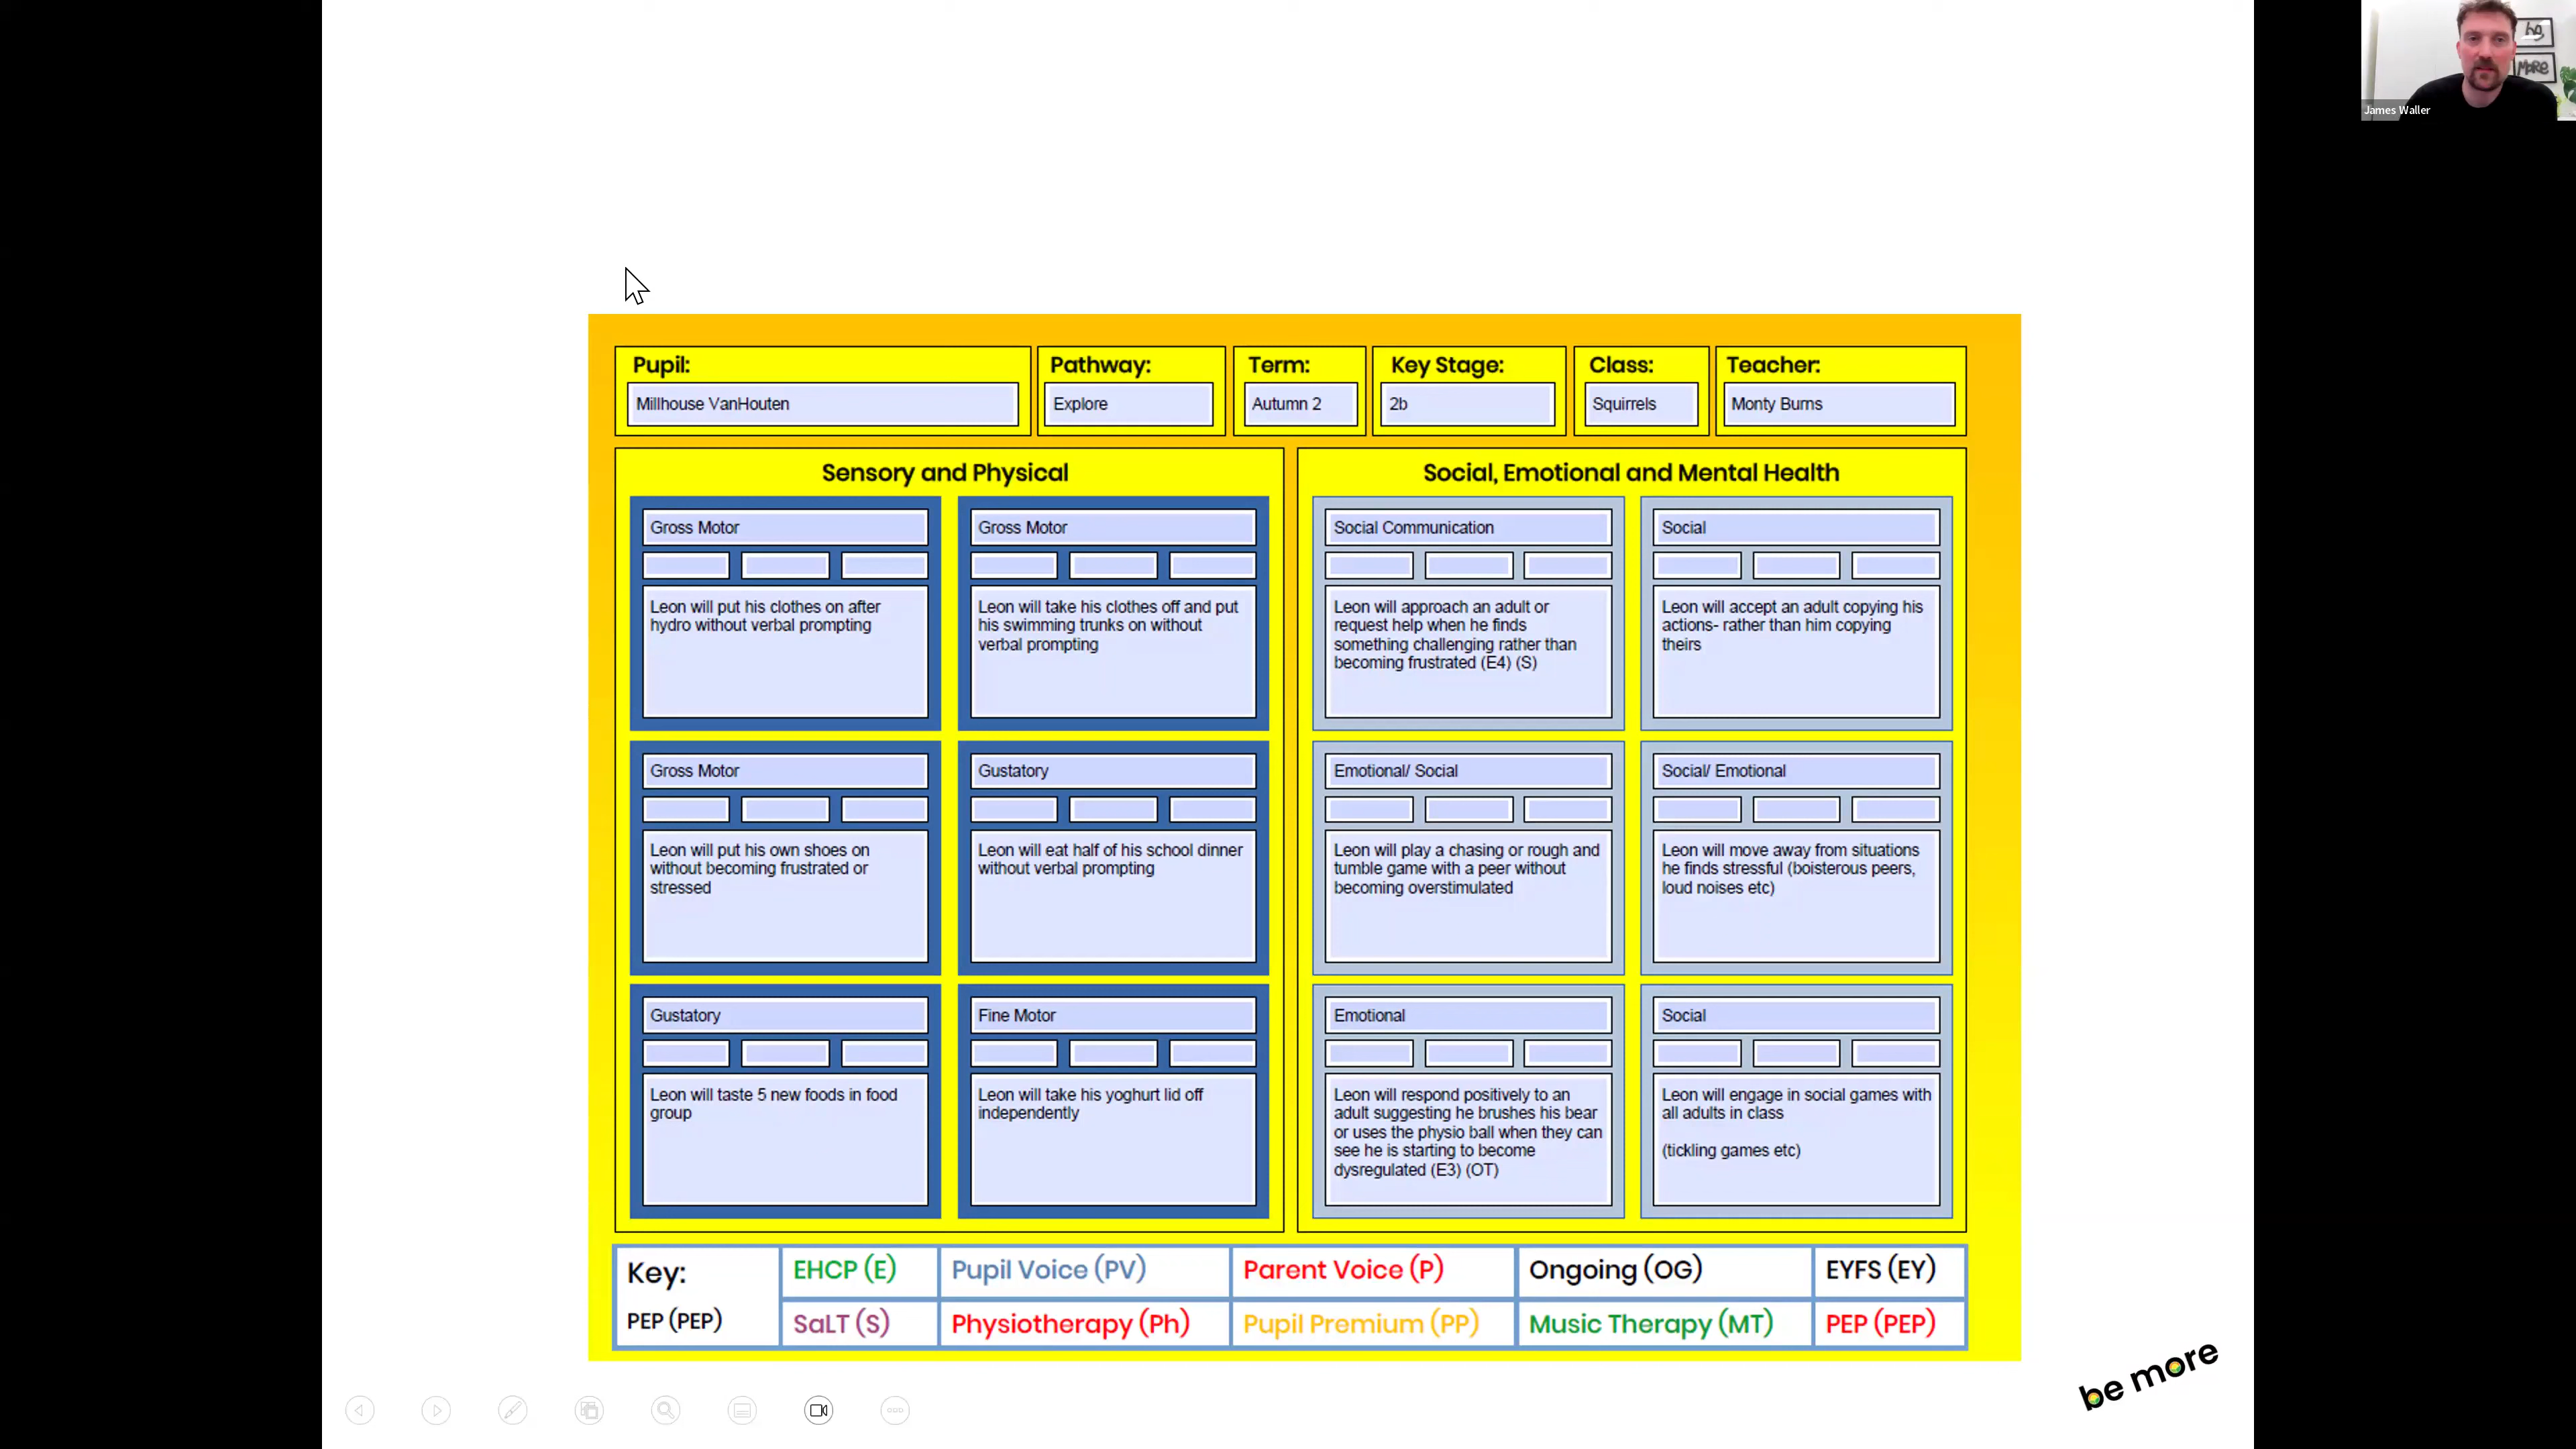 be
MORE
James Waller
Pupil:
Millhouse VanHouten
Pathway:
Explore
Term:
Autumn 2
Key Stage:
2b
Class:
Squirrels
Teacher:
Monty Burns
Sensory and Physical
Gross Motor
Leon will put his clothes on after
hydro without verbal prompting
Gross Motor
Leon will take his clothes off and put
his swimming trunks on without
verbal prompting
Gross Motor
Leon will put his own shoes on
without becoming frustrated or
stressed
Gustatory
Leon will eat half of his school dinner
without verbal prompting
Gustatory
Leon will taste 5 new foods in food
group
Fine Motor
Leon will take his yoghurt lid off
independently
Social, Emotional and Mental Health
Social Communication
Leon will approach an adult or
request help when he finds
something challenging rather than
becoming frustrated (E4) (S)
Social
Leon will accept an adult copying his
actions- rather than him copying
theirs
Emotional/ Social
Leon will play a chasing or rough and
tumble game with a peer without
becoming overstimulated
Social/ Emotional
Leon will move away from situations
he finds stressful (boisterous peers,
loud noises etc)
Emotional
Leon will respond positively to an
adult suggesting he brushes his bear
or uses the physio ball when they can
see he is starting to become
dysregulated (E3) (OT)
Social
Leon will engage in social games with
all adults in class
(tickling games etc)
Key:
PEP (PEP)
EHCP (E)
Pupil Voice (PV)
Parent Voice (P)
Ongoing (OG)
EYFS (EY)
SaLT (S)
Physiotherapy (Ph)
Pupil Premium (PP)
Music Therapy (MT)
PEP (PEP)
be more